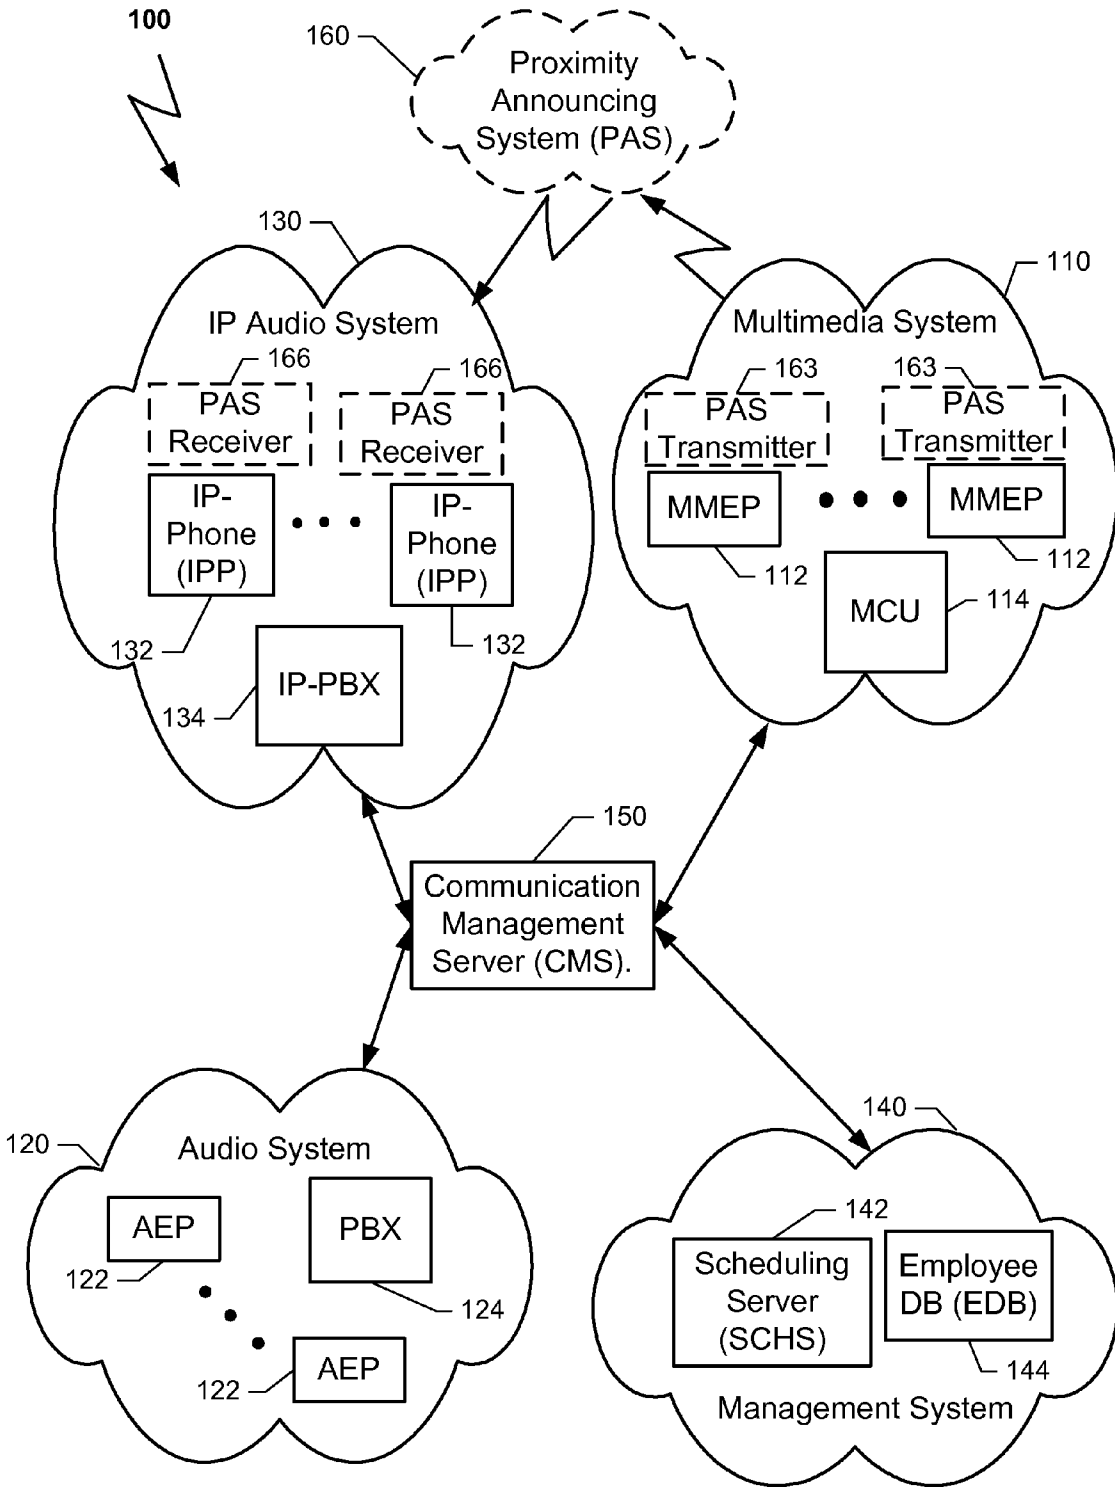 100
160
Proximity
Announcing
System (PAS)
130
110
IP Audio System
Multimedia System
166
166
163
163
PAS
Receiver
PAS
Receiver
PAS
Transmitter
PAS
Transmitter
IP-
Phone
(IPP)
IP-
Phone
(IPP)
MMEP
MMEP
112
112
132
132
MCU
114
IP-PBX
134
150
Communication
Management
Server (CMS).
120
Audio System
AEP
122
PBX
124
AEP
122
140
142
Scheduling
Server
(SCHS)
Employee
DB (EDB)
144
Management System